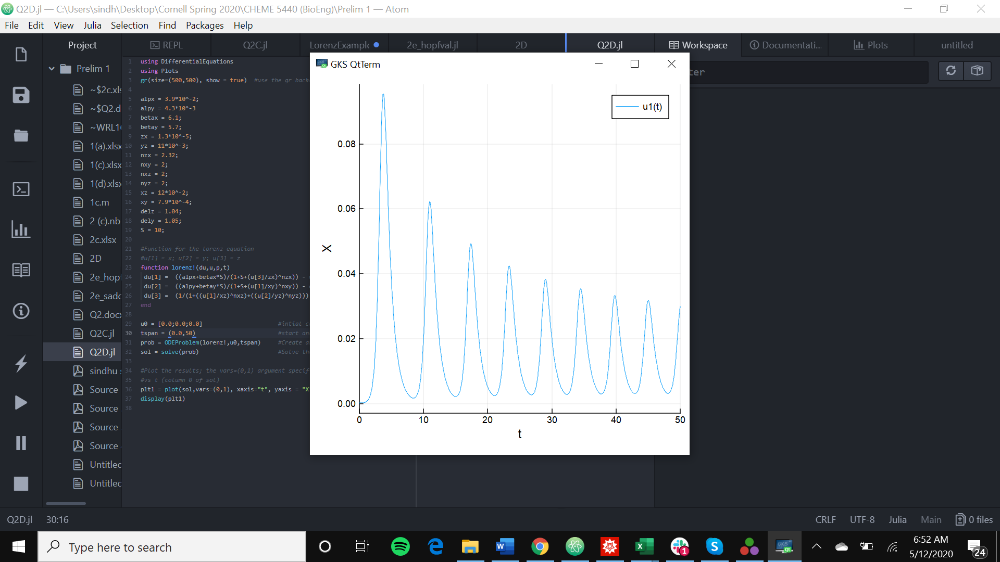 Q2D.jl — C:\Users\sindh\Desktop\Cornell Spring 2020\CHEME 5440 (BioEng)\Prelim 1 — Atom
File Edit View Julia Selection Find Packages Help
Project
REPL
Q2C.jl
LorenzExample
2e_hopfval.jl
2D
Q2D.jl
Workspace
Documentati...
Plots
untitled
Prelim 1
~$2c.xls
~$Q2.d
~WRL1
1(a).xlsx
1(c).xlsx
1(d).xlsx
1c.m
2 (c).nb
2c.xlsx
2D
2e_hopf
2e_sadd
Q2.docx
Q2C.jl
Q2D.jl
sindhu s
Source
Source
Source
Source
Untitled
Untitled
1 using DifferentialEquations
2 using Plots
3 gr(size=(500,500), show = true) #use the gr back
4
5 alpx = 3.9*10^-2;
6 alpy = 4.3*10^-3
7 betax = 6.1;
8 betay = 5.7;
9 zx = 1.3*10^-5;
10 yz = 11*10^-3;
11 nzx = 2.32;
12 nxy = 2;
13 nxz = 2;
14 nyz = 2;
15 xz = 12*10^-2;
16 xy = 7.9*10^-4;
17 delz = 1.04;
18 dely = 1.05;
19 S = 10;
20
21 #Function for the lorenz equation
22 #u[1] = x; u[2] = y; u[3] = z
23 function lorenz!(du,u,p,t)
24 du[1] = ((alpx+betax*S)/(1+S+(u[3]/zx)^nzx)) -
25 du[2] = ((alpy+betay*S)/(1+S+(u[1]/xy)^nxy)) -
26 du[3] = (1/(1+((u[1]/xz)^nxz)+((u[2]/yz)^nyz)))
27 end
28
29 u0 = [0.0;0.0;0.0] #intial c
30 tspan = (0.0,50) #start an
31 prob = ODEProblem(lorenz!,u0,tspan) #Create a
32 sol = solve(prob) #Solve th
33
34 #Plot the results; the vars=(0,1) argument specif
35 #vs t (column 0 of sol)
36 plt1 = plot(sol,vars=(0,1), xaxis="t", yaxis = "X
37 display(plt1)
38
GKS QtTerm
u1(t)
0.08
0.06
X
0.04
0.02
0.00
0 10 20 30 40 50
t
ter
Q2D.jl 30:16
CRLF UTF-8 Julia Main 0 files
Type here to search
1
6:52 AM
5/12/2020
24